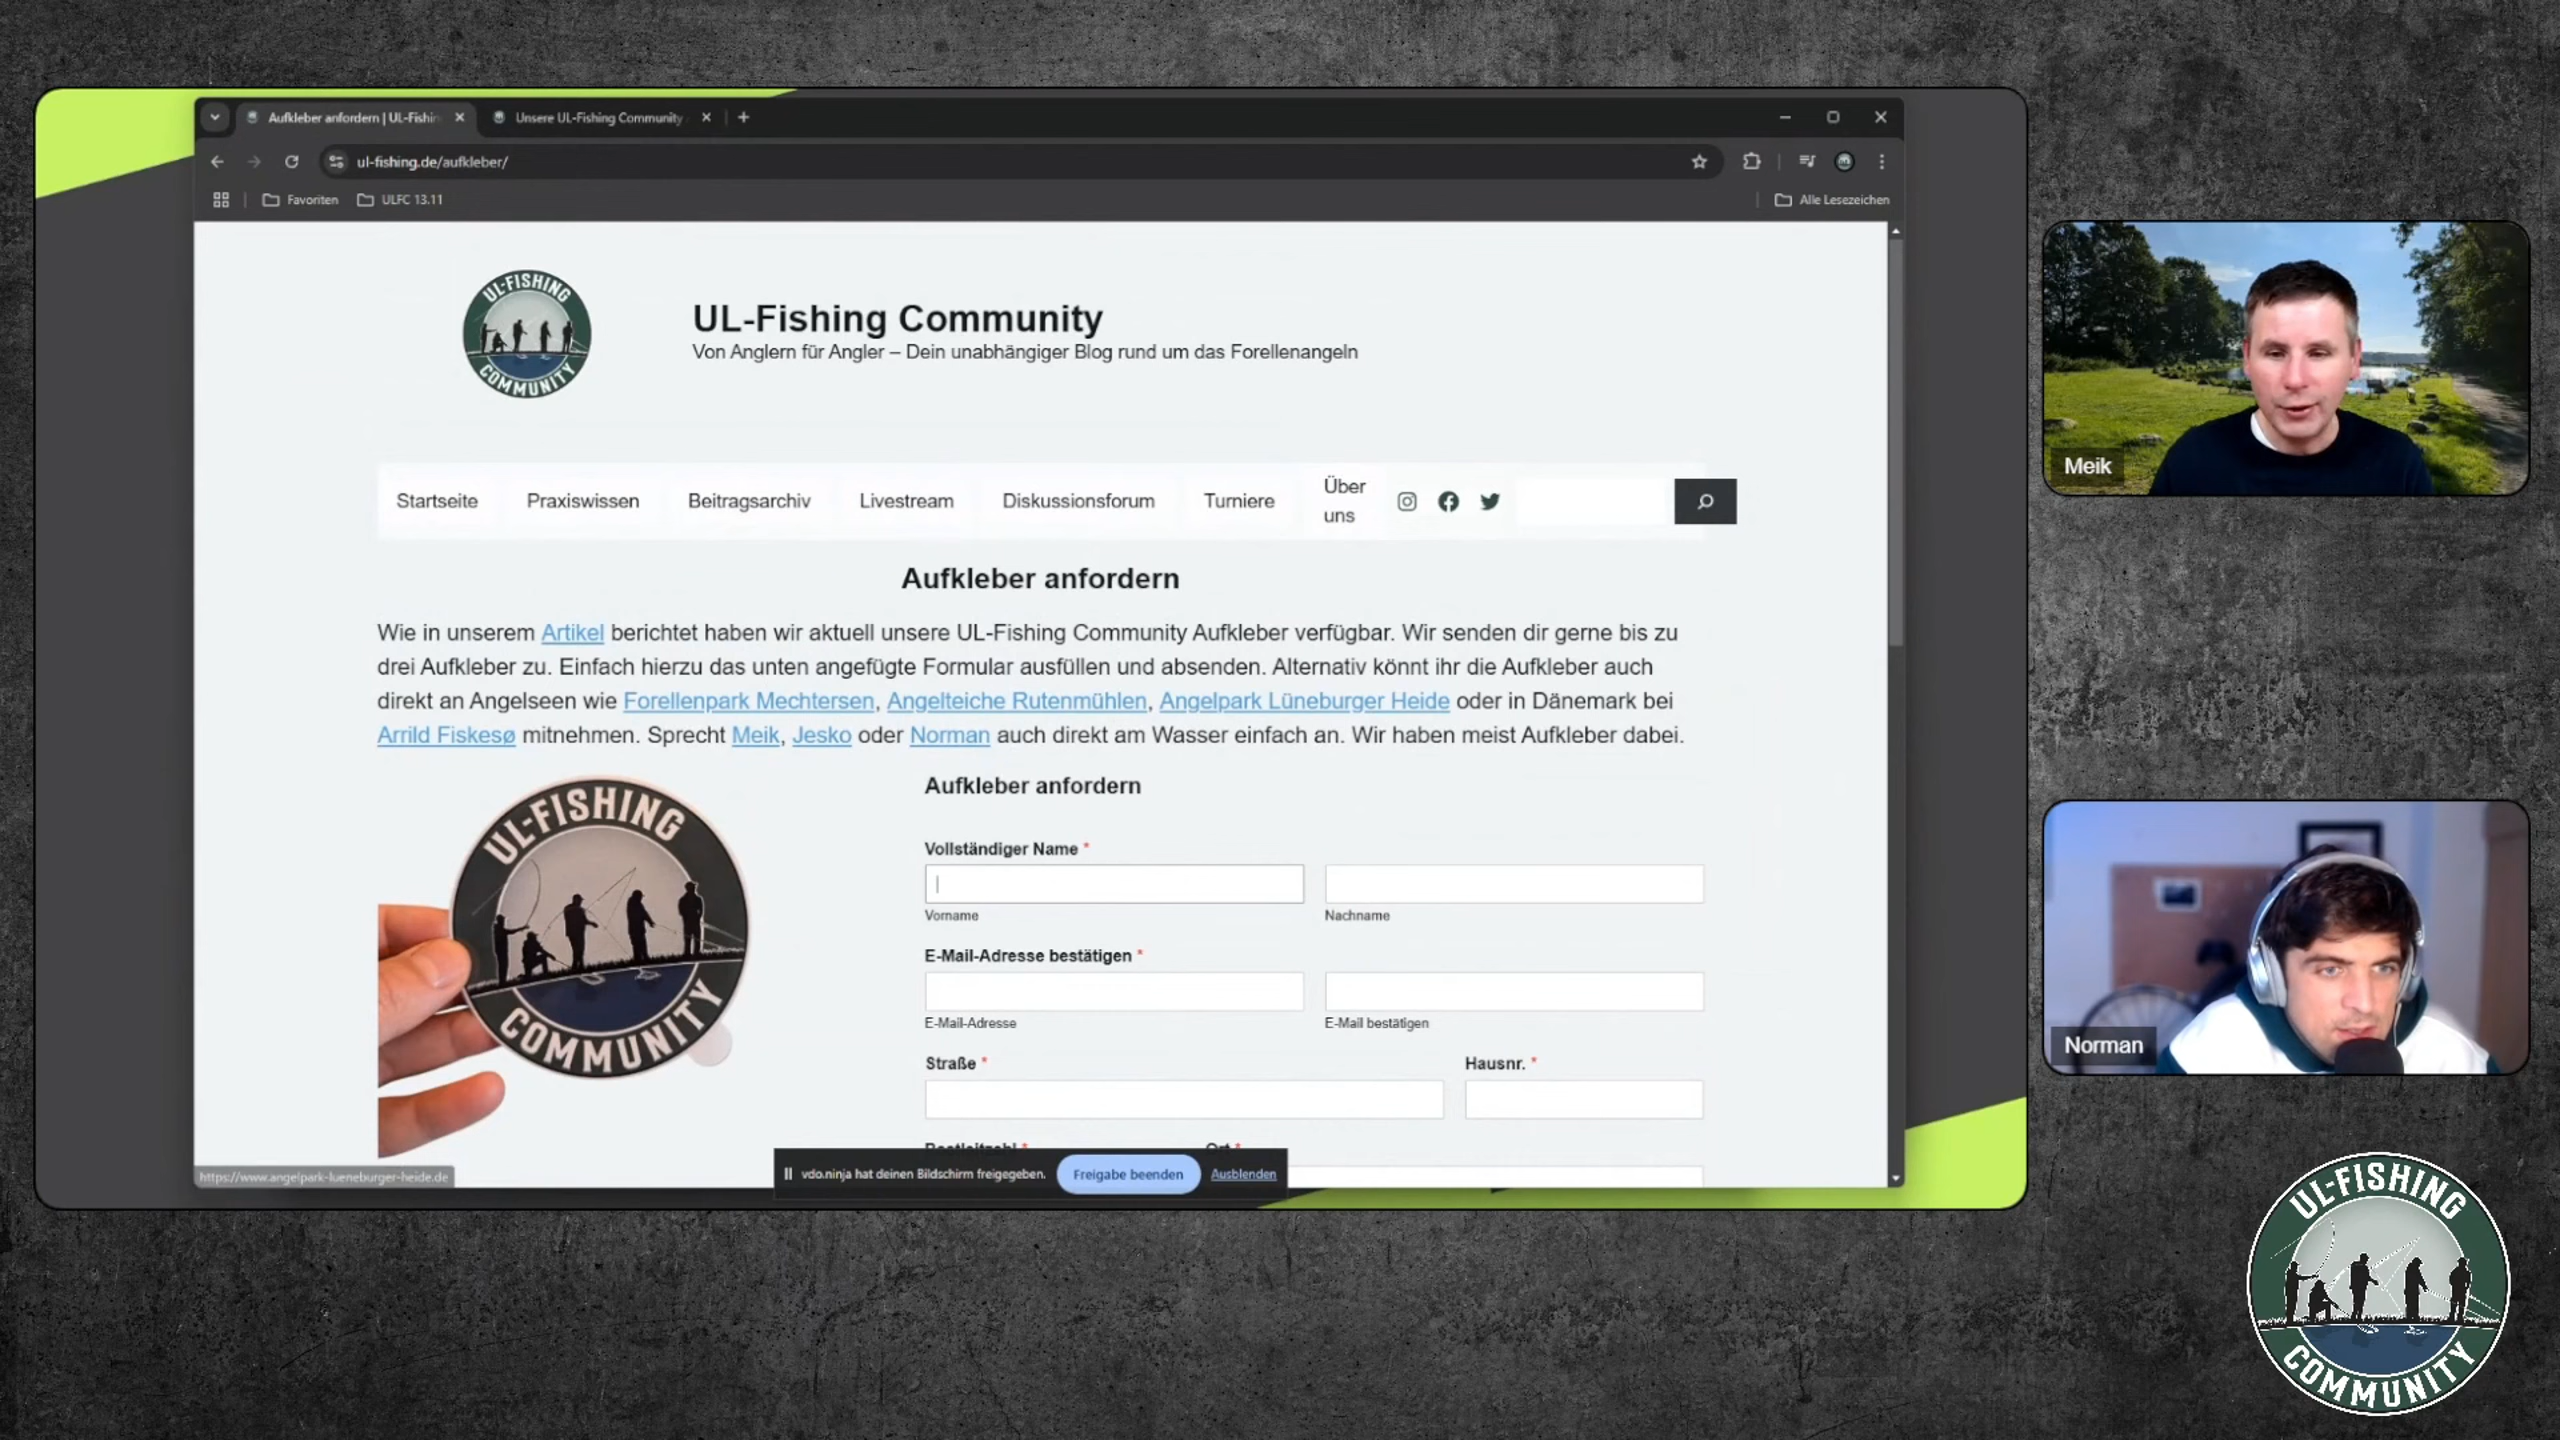 Aufkleber anfordern | UL-Fishin
Unsere UL-Fishing Community
ul-fishing.de/aufkleber/
Favoriten
ULFC 13.11
Alle Lesezeichen
UL-FISHING
COMMUNITY
UL-Fishing Community
Von Anglern für Angler – Dein unabhängiger Blog rund um das Forellenangeln
Startseite
Praxiswissen
Beitragsarchiv
Livestream
Diskussionsforum
Turniere
Über
uns
Aufkleber anfordern
Wie in unserem Artikel berichtet haben wir aktuell unsere UL-Fishing Community Aufkleber verfügbar. Wir senden dir gerne bis zu
drei Aufkleber zu. Einfach hierzu das unten angefügte Formular ausfüllen und absenden. Alternativ könnt ihr die Aufkleber auch
direkt an Angelseen wie Forellenpark Mechtersen, Angelteiche Rutenmühlen, Angelpark Lüneburger Heide oder in Dänemark bei
Arrild Fiskesø mitnehmen. Sprecht Meik, Jesko oder Norman auch direkt am Wasser einfach an. Wir haben meist Aufkleber dabei.
UL-FISHING
COMMUNITY
Aufkleber anfordern
Vollständiger Name *
Vorname
Nachname
E-Mail-Adresse bestätigen *
E-Mail-Adresse
E-Mail bestätigen
Straße *
Hausnr. *
Postleitzahl *
Ort *
https://www.angelpark-lueneburger-heide.de
vdo.ninja hat deinen Bildschirm freigegeben.
Freigabe beenden
Ausblenden
Meik
Norman
UL-FISHING
COMMUNITY